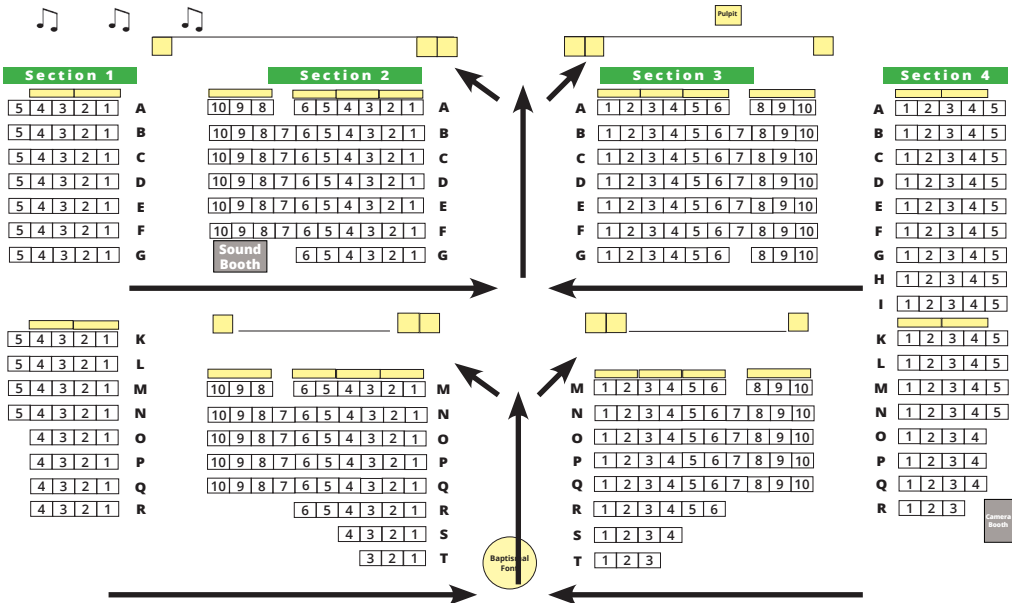 Pulpit
Section 1 Section 2 Section 3 Section 4
5 4 3 2 1 A 10 9 8 6 5 4 3 2 1 A A 1 2 3 4 5 6 8 9 10 A 1 2 3 4 5
5 4 3 2 1 B 10 9 8 7 6 5 4 3 2 1 B B 1 2 3 4 5 6 7 8 9 10 B 1 2 3 4 5
5 4 3 2 1 C 10 9 8 7 6 5 4 3 2 1 C C 1 2 3 4 5 6 7 8 9 10 C 1 2 3 4 5
5 4 3 2 1 D 10 9 8 7 6 5 4 3 2 1 D D 1 2 3 4 5 6 7 8 9 10 D 1 2 3 4 5
5 4 3 2 1 E 10 9 8 7 6 5 4 3 2 1 E E 1 2 3 4 5 6 7 8 9 10 E 1 2 3 4 5
5 4 3 2 1 F 10 9 8 7 6 5 4 3 2 1 F F 1 2 3 4 5 6 7 8 9 10 F 1 2 3 4 5
Sound
Booth
5 4 3 2 1 G 6 5 4 3 2 1 G G 1 2 3 4 5 6 8 9 10 G 1 2 3 4 5
H 1 2 3 4 5
I 1 2 3 4 5
5 4 3 2 1 K K 1 2 3 4 5
5 4 3 2 1 L L 1 2 3 4 5
5 4 3 2 1 M 10 9 8 6 5 4 3 2 1 M M 1 2 3 4 5 6 8 9 10 M 1 2 3 4 5
5 4 3 2 1 N 10 9 8 7 6 5 4 3 2 1 N N 1 2 3 4 5 6 7 8 9 10 N 1 2 3 4 5
4 3 2 1 O 10 9 8 7 6 5 4 3 2 1 O O 1 2 3 4 5 6 7 8 9 10 O 1 2 3 4
4 3 2 1 P 10 9 8 7 6 5 4 3 2 1 P P 1 2 3 4 5 6 7 8 9 10 P 1 2 3 4
4 3 2 1 Q 10 9 8 7 6 5 4 3 2 1 Q Q 1 2 3 4 5 6 7 8 9 10 Q 1 2 3 4
4 3 2 1 R 6 5 4 3 2 1 R R 1 2 3 4 5 6 R 1 2 3
Camera
Booth
4 3 2 1 S S 1 2 3 4
3 2 1 T T 1 2 3
Baptismal
Font